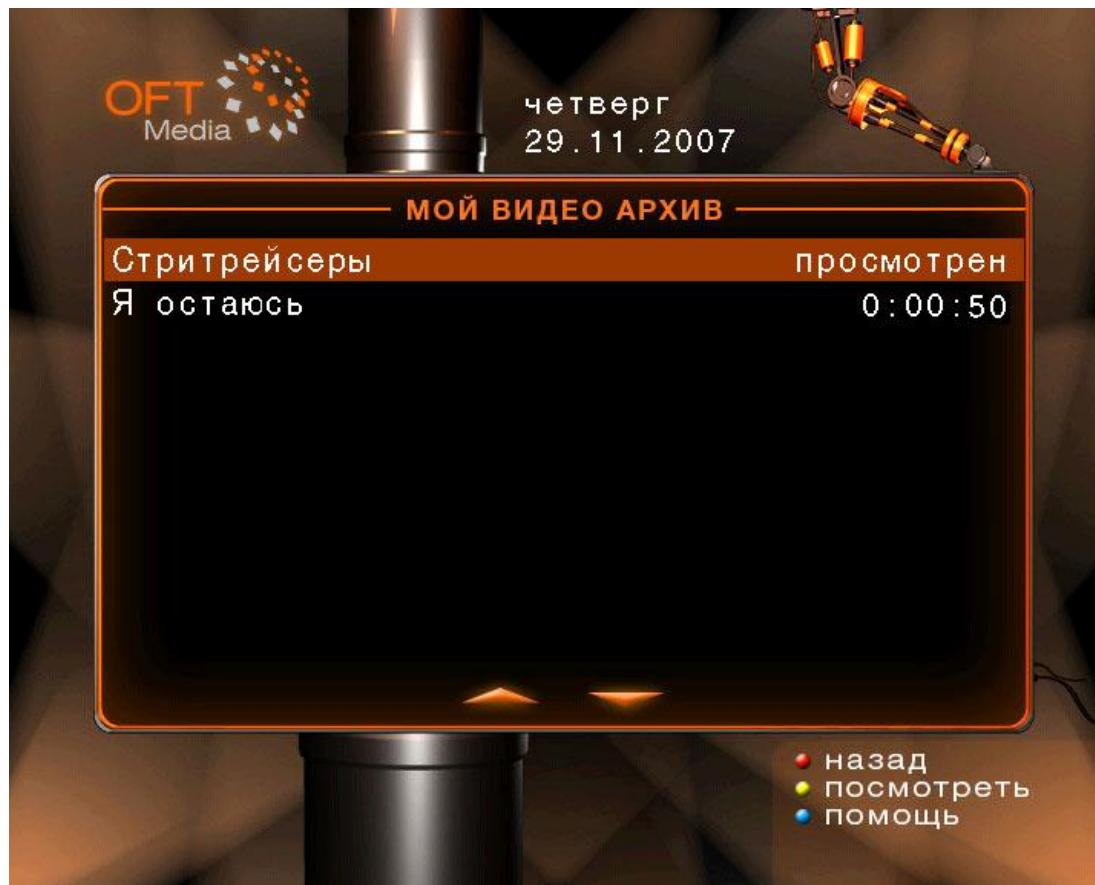 OFT
Media
четверг
29.11.2007
МОЙ ВИДЕО АРХИВ
Стритрейсеры просмотрен
Я остаюсь 0:00:50
назад
посмотреть
помощь